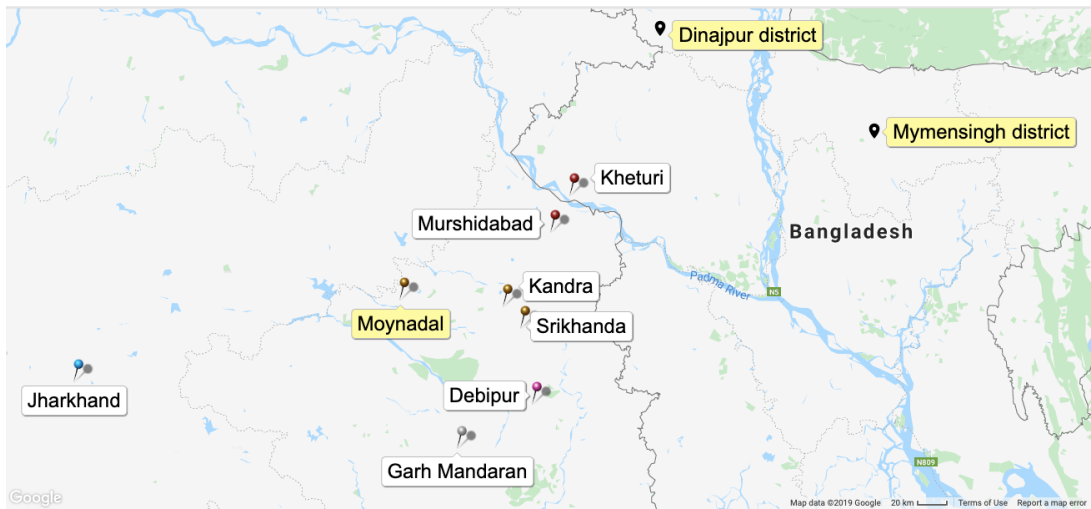 Dinajpur district
Mymensingh district
Kheturi
Murshidabad
Bangladesh
Kandra
Padma River
N5
Moynadal
Srikhanda
Jharkhand
Debipur
Garh Mandaran
N809
Google
Map data ©2019 Google 20 km Terms of Use Report a map error